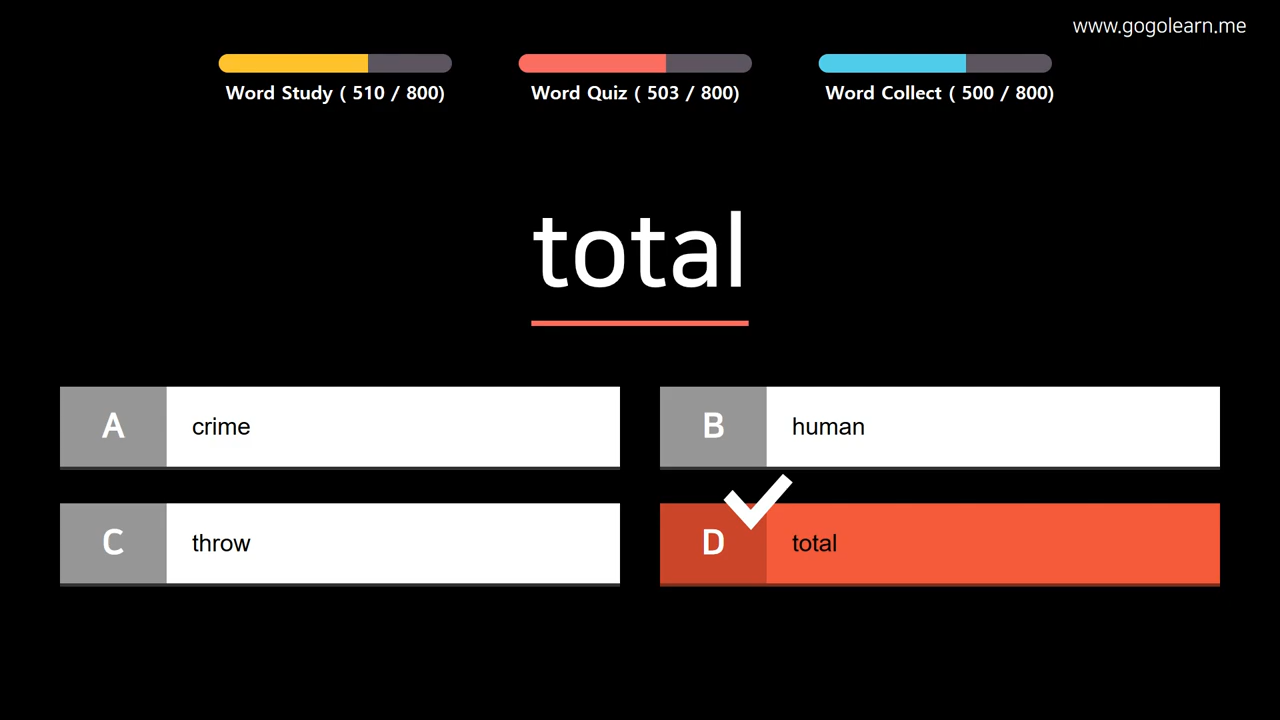 www.gogolearn.me
Word Study ( 510 / 800)
Word Quiz ( 503 / 800)
Word Collect ( 500 / 800)
total
A crime
B human
C throw
D total